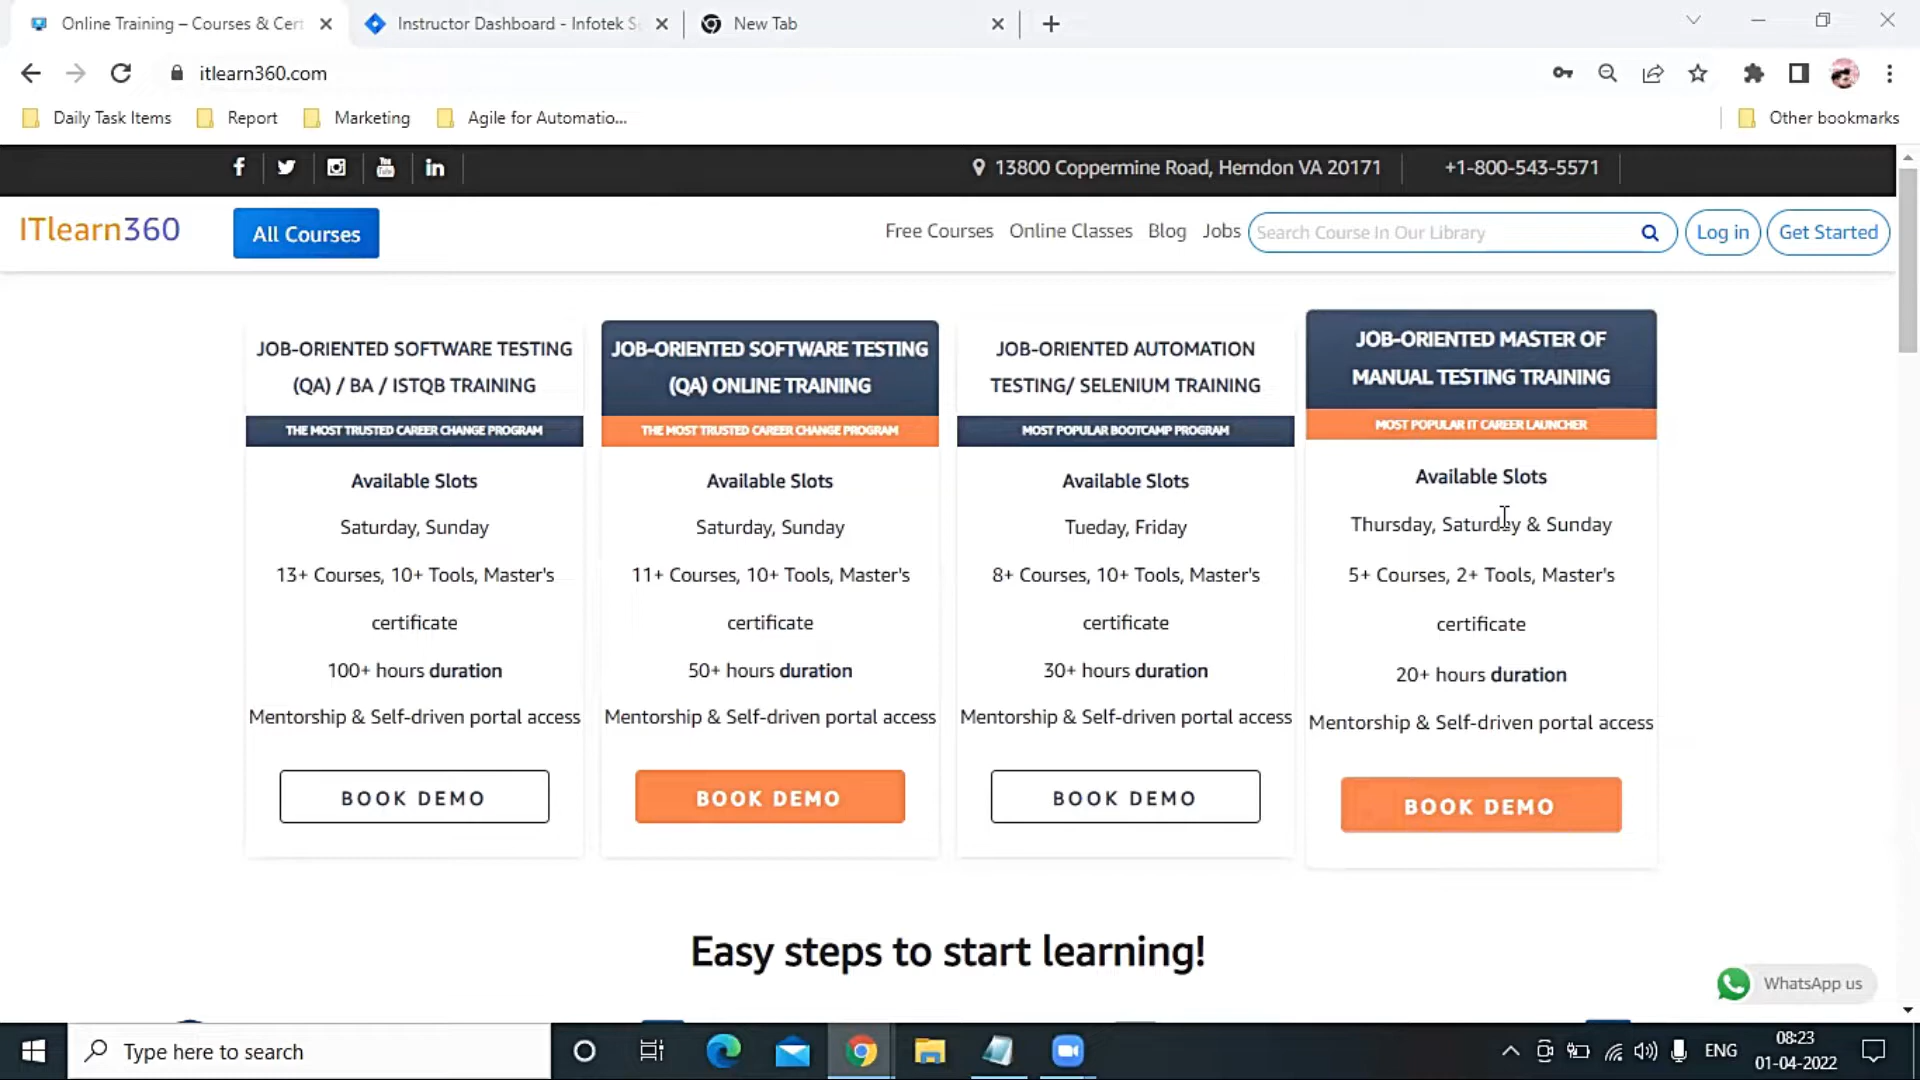 Online Training – Courses & Cert
Instructor Dashboard - Infotek S
New Tab
itlearn360.com
Daily Task Items
Report
Marketing
Agile for Automatio...
Other bookmarks
13800 Coppermine Road, Herndon VA 20171
+1-800-543-5571
ITlearn360
All Courses
Free Courses
Online Classes
Blog
Jobs
Search Course In Our Library
Log in
Get Started
JOB-ORIENTED SOFTWARE TESTING
(QA) / BA / ISTQB TRAINING
THE MOST TRUSTED CAREER CHANGE PROGRAM
Available Slots
Saturday, Sunday
13+ Courses, 10+ Tools, Master's
certificate
100+ hours duration
Mentorship & Self-driven portal access
BOOK DEMO
JOB-ORIENTED SOFTWARE TESTING
(QA) ONLINE TRAINING
THE MOST TRUSTED CAREER CHANGE PROGRAM
Available Slots
Saturday, Sunday
11+ Courses, 10+ Tools, Master's
certificate
50+ hours duration
Mentorship & Self-driven portal access
BOOK DEMO
JOB-ORIENTED AUTOMATION
TESTING/ SELENIUM TRAINING
MOST POPULAR BOOTCAMP PROGRAM
Available Slots
Tueday, Friday
8+ Courses, 10+ Tools, Master's
certificate
30+ hours duration
Mentorship & Self-driven portal access
BOOK DEMO
JOB-ORIENTED MASTER OF
MANUAL TESTING TRAINING
MOST POPULAR IT CAREER LAUNCHER
Available Slots
Thursday, Saturday & Sunday
5+ Courses, 2+ Tools, Master's
certificate
20+ hours duration
Mentorship & Self-driven portal access
BOOK DEMO
Easy steps to start learning!
WhatsApp us
Type here to search
ENG
08:23
01-04-2022